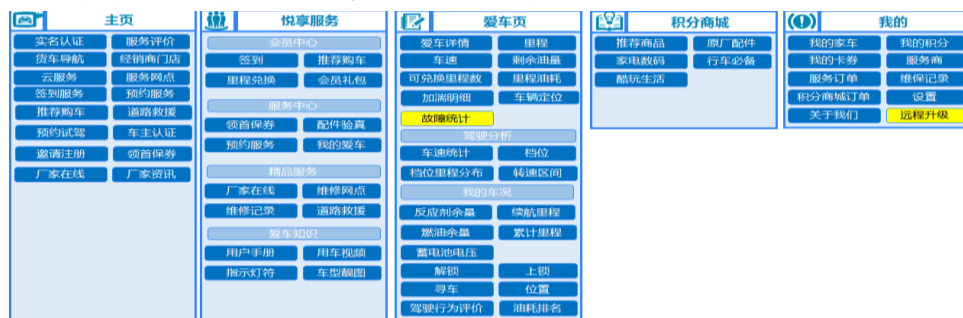 主页
实名认证 服务评价
货车导航 经销商门店
云服务 服务网点
签到服务 预约服务
推荐购车 道路救援
预约试驾 车主认证
邀请注册 领首保券
厂家在线 厂家资讯
悦享服务
会员中心
签到 推荐购车
里程兑换 会员礼包
服务中心
领首保券 配件验真
预约服务 我的爱车
精品服务
厂家在线 维修网点
维修记录 道路救援
爱车知识
用户手册 用车视频
指示灯符 车型靓图
爱车页
爱车详情 里程
车速 剩余油量
可兑换里程数 里程油耗
加满明细 车辆定位
故障统计
驾驶分析
车速统计 档位
档位里程分布 转速区间
我的车况
反应剂余量 续航里程
燃油余量 累计里程
蓄电池电压
解锁 上锁
寻车 位置
驾驶行为评价 油耗排名
积分商城
推荐商品 原厂配件
家电数码 行车必备
酷玩生活
我的
我的家车 我的积分
我的卡券 服务商
服务订单 维保记录
积分商城订单 设置
关于我们 远程升级